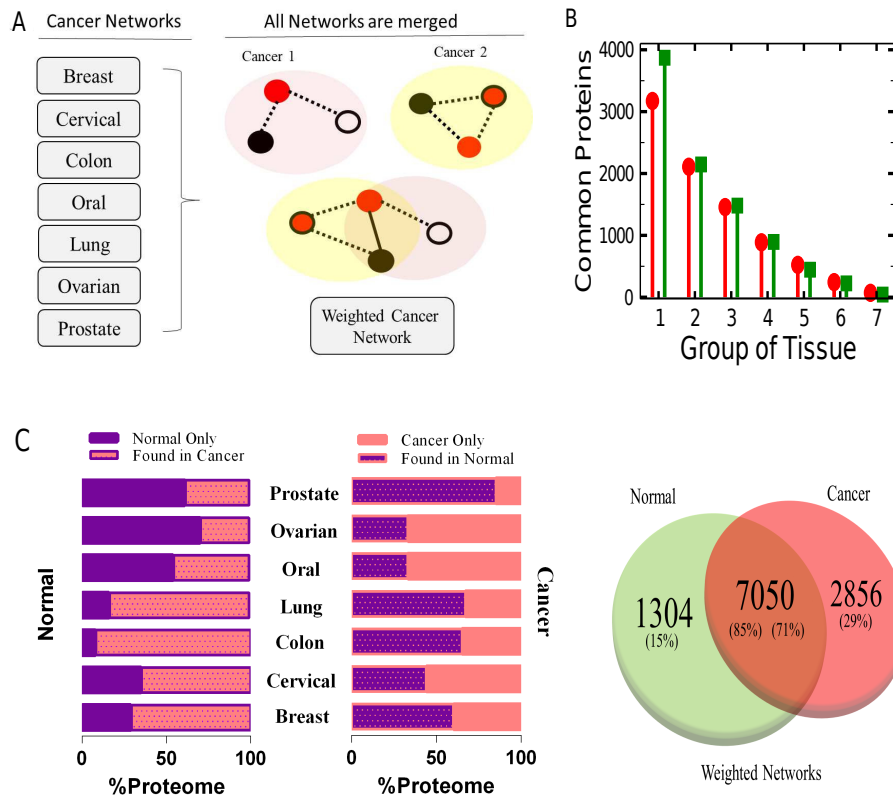 A
Cancer Networks
All Networks are merged
Cancer 1
Cancer 2
Breast
Cervical
Colon
Oral
Lung
Ovarian
Prostate
Weighted Cancer
Network
B
Common Proteins
4000
3000
2000
1000
0
1 2 3 4 5 6 7
Group of Tissue
C
Normal Only
Found in Cancer
Cancer Only
Found in Normal
Normal
Prostate
Ovarian
Oral
Lung
Colon
Cervical
Breast
Cancer
0 50 100
%Proteome
0 50 100
%Proteome
Normal
Cancer
1304
(15%)
7050
(85%) (71%)
2856
(29%)
Weighted Networks